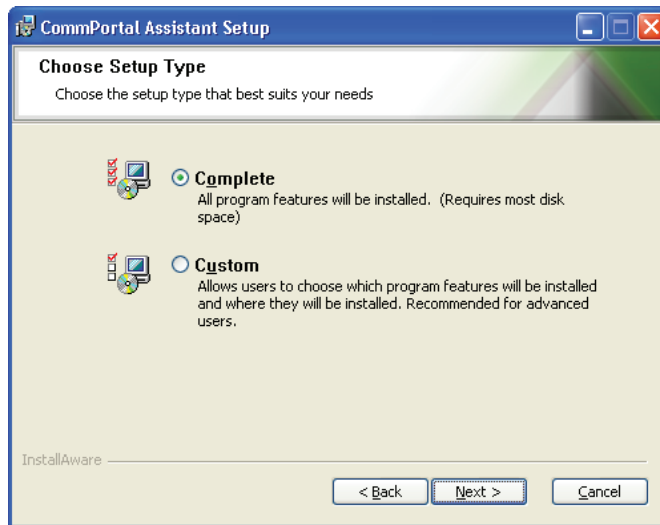 CommPortal Assistant Setup
Choose Setup Type
Choose the setup type that best suits your needs
Complete
All program features will be installed. (Requires most disk
space)
Custom
Allows users to choose which program features will be installed
and where they will be installed. Recommended for advanced
users.
InstallAware
< Back Next > Cancel